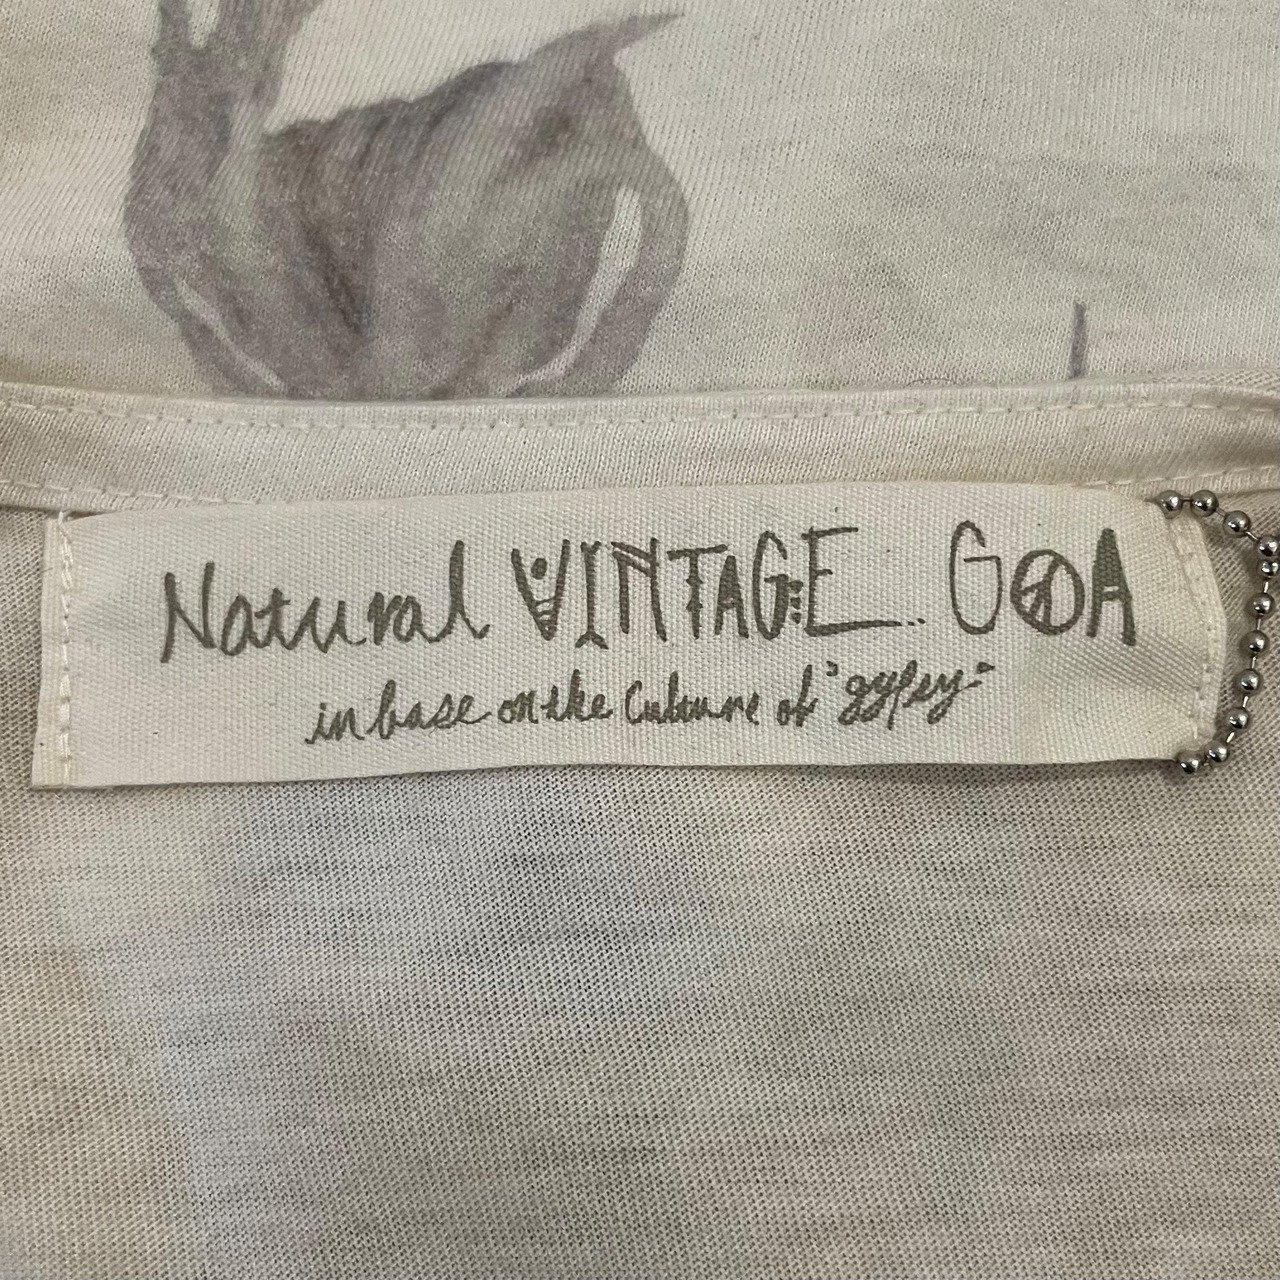 Natural VINTAGE.. GOA
in base on the Culture of "gypsy"